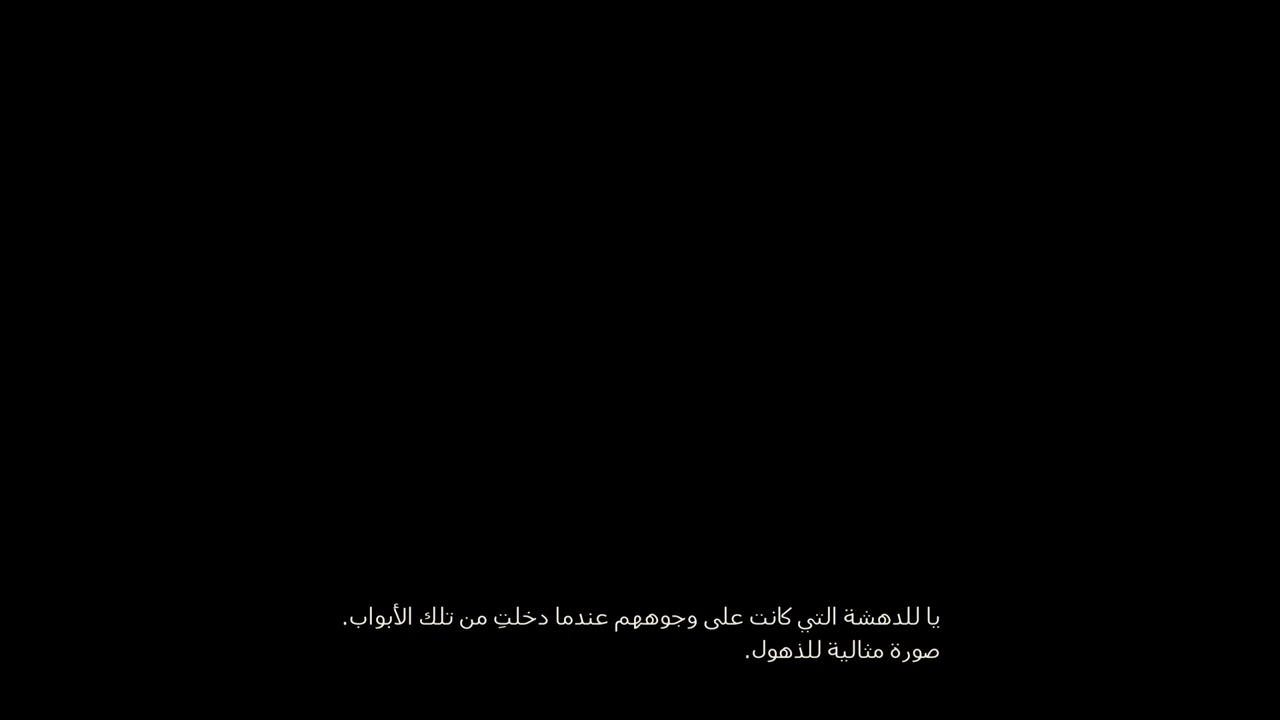 يا للدهشة التي كانت على وجوههم عندما دخلتِ من تلك الأبواب.
صورة مثالية للذهول.